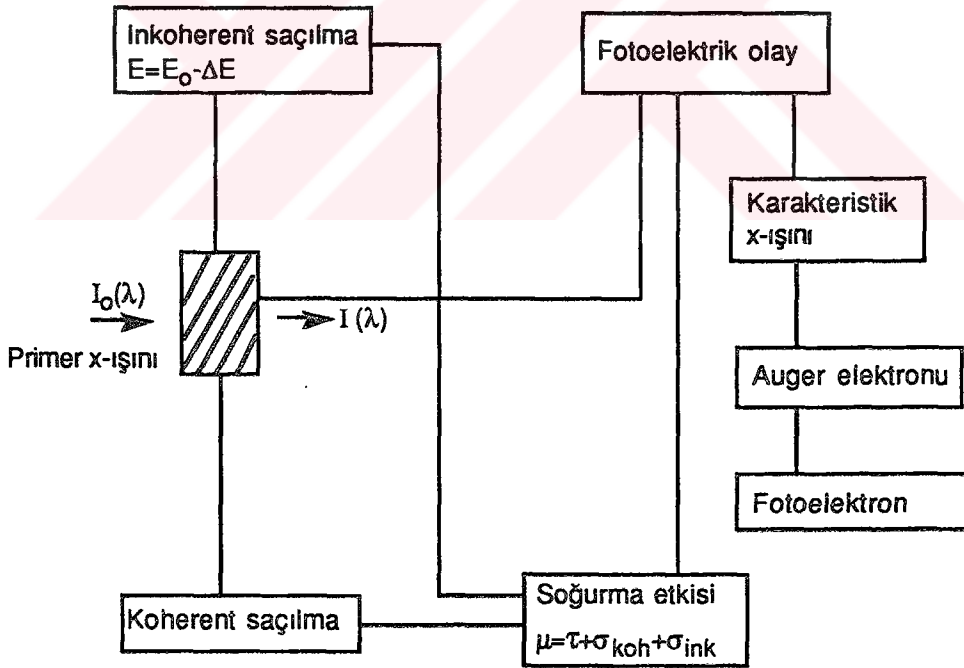 Inkoherent saçılma
E=E₀-ΔE
Fotoelektrik olay
Karakteristik
x-ışını
I₀(λ)
I (λ)
Primer x-ışını
Auger elektronu
Fotoelektron
Soğurma etkisi
μ=τ+σkoh+σink
Koherent saçılma